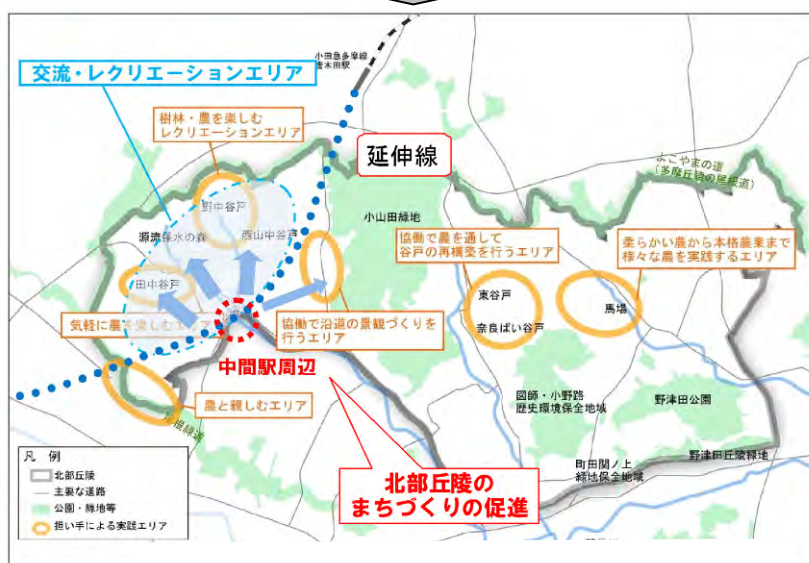 小田急多摩線
唐木田駅
交流・レクリエーションエリア
樹林・農を楽しむ
レクリエーションエリア
延伸線
よこやまの道
(多摩丘陵の尾根道)
野中谷戸
源流保水の森
西山中谷戸
小山田緑地
協働で農を通して
谷戸の再構築を行うエリア
柔らかい農から本格農業まで
様々な農を実践するエリア
田中谷戸
東谷戸
馬場
気軽に農を楽しむエリア
協働で沿道の景観づくりを
行うエリア
奈良ばい谷戸
中間駅周辺
農と親しむエリア
図師・小野路
歴史環境保全地域
野津田公園
町田関ノ上
緑地保全地域
野津田丘陵緑地
北部丘陵の
まちづくりの促進
凡 例
北部丘陵
主要な道路
公園・緑地等
担い手による実践エリア